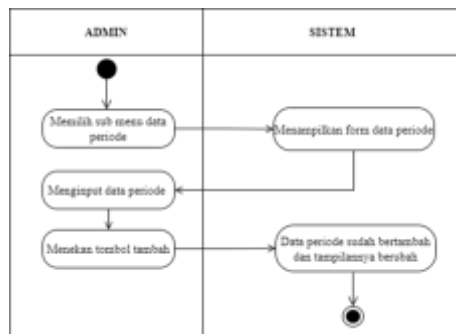 ADMIN
SISTEM
Memilih sub menu data
periode
Menampilkan form data periode
Menginput data periode
Menekan tombol tambah
Data periode sudah bertambah
dan tampilannya berubah